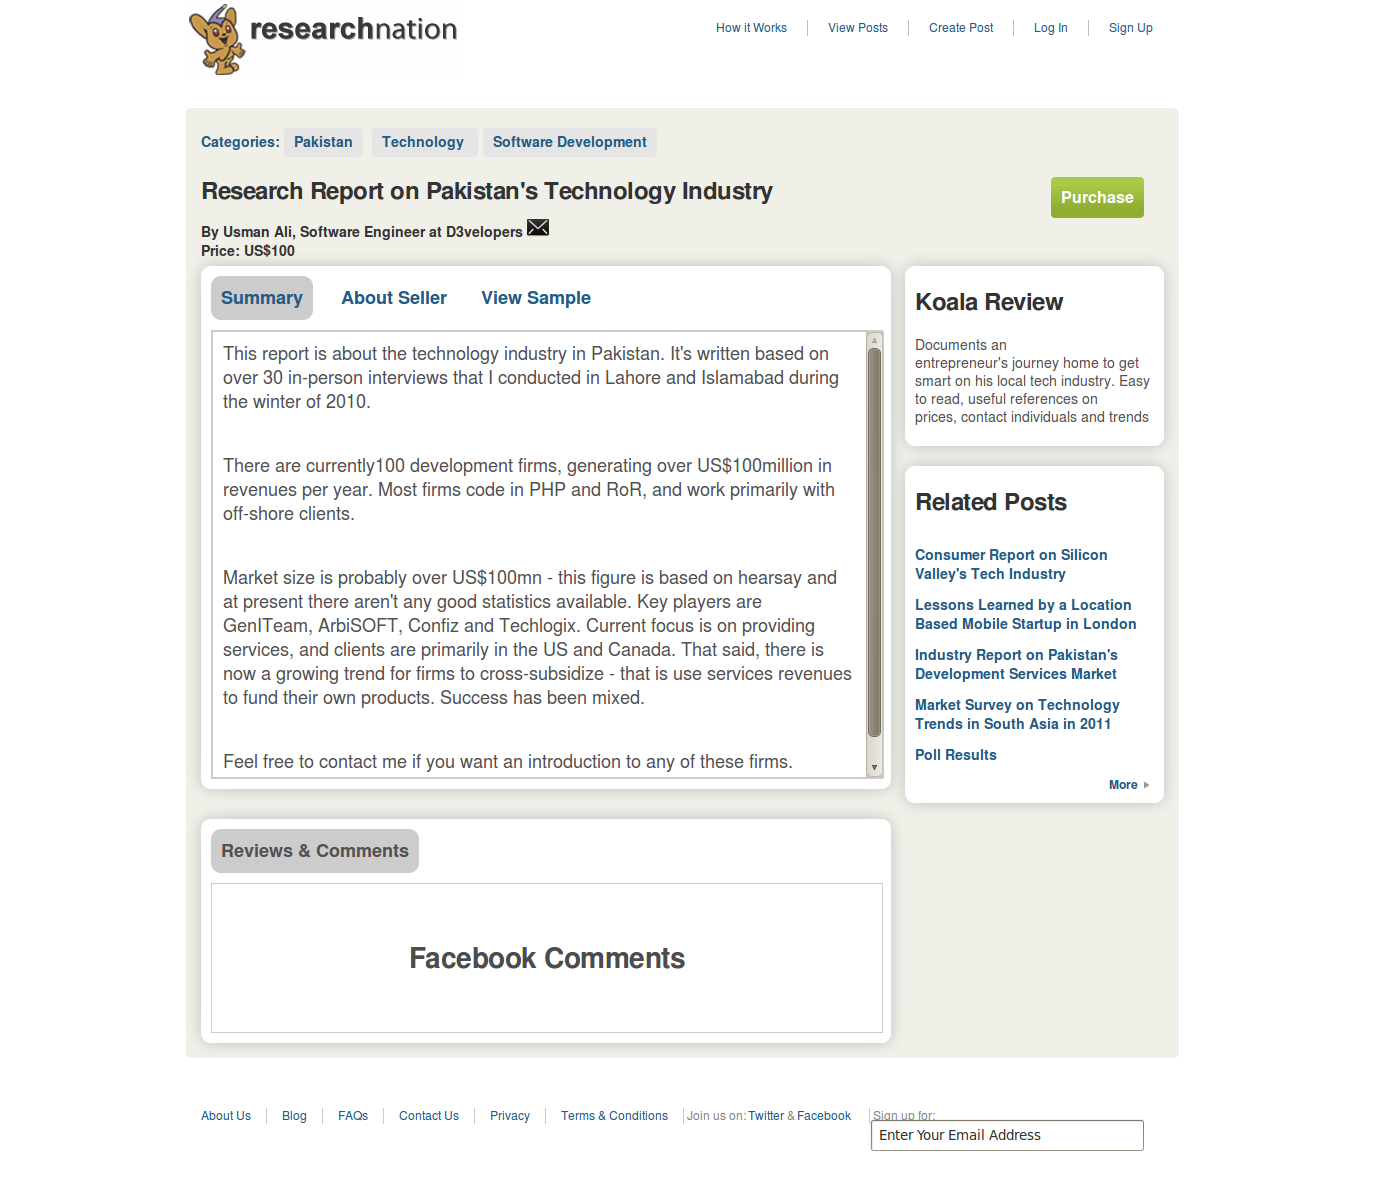 researchnation
How it Works
View Posts
Create Post
Log In
Sign Up
Categories: Pakistan Technology Software Development
Research Report on Pakistan's Technology Industry
Purchase
By Usman Ali, Software Engineer at D3velopers
Price: US$100
Summary About Seller View Sample
This report is about the technology industry in Pakistan. It's written based on
over 30 in-person interviews that I conducted in Lahore and Islamabad during
the winter of 2010.
There are currently100 development firms, generating over US$100million in
revenues per year. Most firms code in PHP and RoR, and work primarily with
off-shore clients.
Market size is probably over US$100mn - this figure is based on hearsay and
at present there aren't any good statistics available. Key players are
GenITeam, ArbiSOFT, Confiz and Techlogix. Current focus is on providing
services, and clients are primarily in the US and Canada. That said, there is
now a growing trend for firms to cross-subsidize - that is use services revenues
to fund their own products. Success has been mixed.
Feel free to contact me if you want an introduction to any of these firms.
Koala Review
Documents an
entrepreneur's journey home to get
smart on his local tech industry. Easy
to read, useful references on
prices, contact individuals and trends
Related Posts
Consumer Report on Silicon
Valley's Tech Industry
Lessons Learned by a Location
Based Mobile Startup in London
Industry Report on Pakistan's
Development Services Market
Market Survey on Technology
Trends in South Asia in 2011
Poll Results
More
Reviews & Comments
Facebook Comments
About Us
Blog
FAQs
Contact Us
Privacy
Terms & Conditions
Join us on: Twitter & Facebook
Sign up for:
Enter Your Email Address